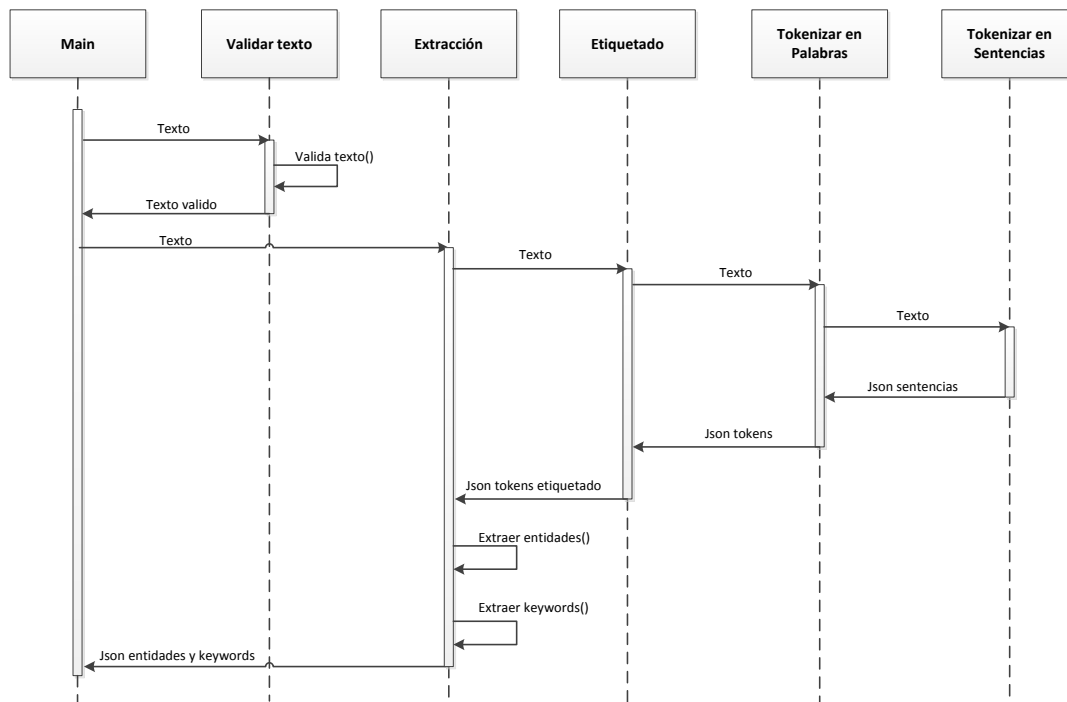 Main
Validar texto
Extracción
Etiquetado
Tokenizar en
Palabras
Tokenizar en
Sentencias
Texto
Valida texto()
Texto valido
Texto
Texto
Texto
Texto
Json sentencias
Json tokens
Json tokens etiquetado
Extraer entidades()
Extraer keywords()
Json entidades y keywords